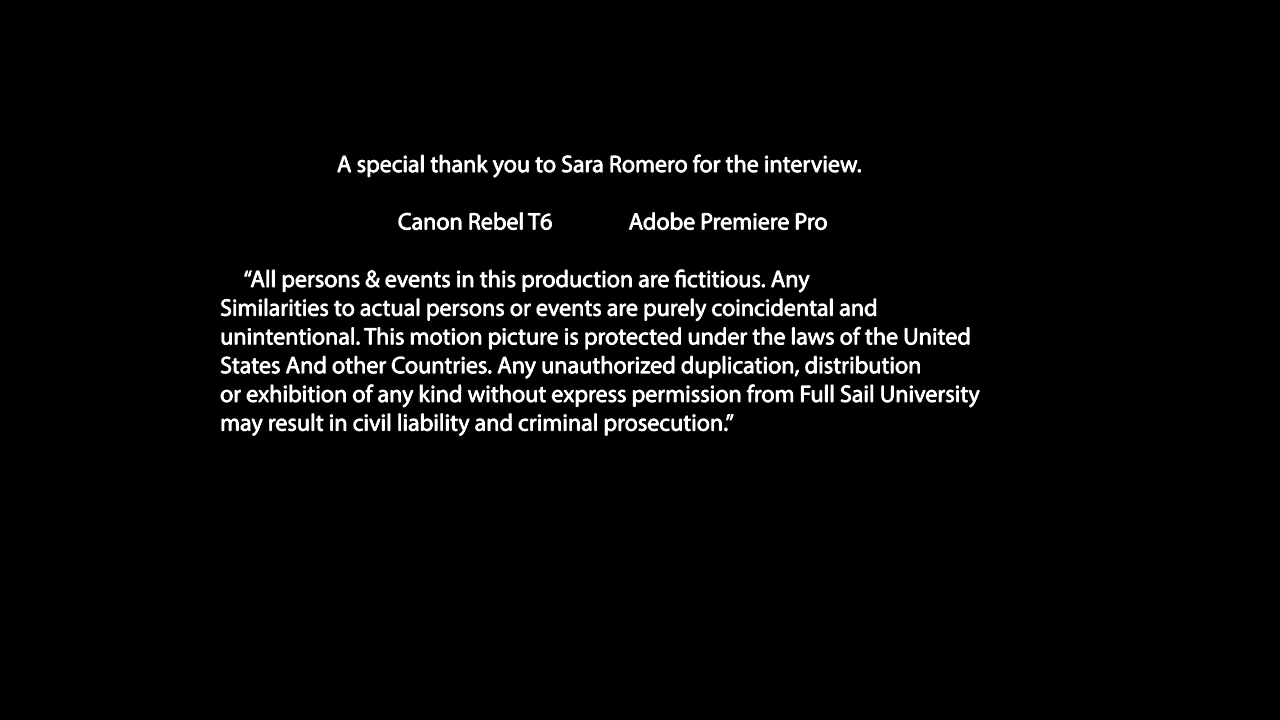 A special thank you to Sara Romero for the interview.
Canon Rebel T6 Adobe Premiere Pro
“All persons & events in this production are fictitious. Any
Similarities to actual persons or events are purely coincidental and
unintentional. This motion picture is protected under the laws of the United
States And other Countries. Any unauthorized duplication, distribution
or exhibition of any kind without express permission from Full Sail University
may result in civil liability and criminal prosecution.”